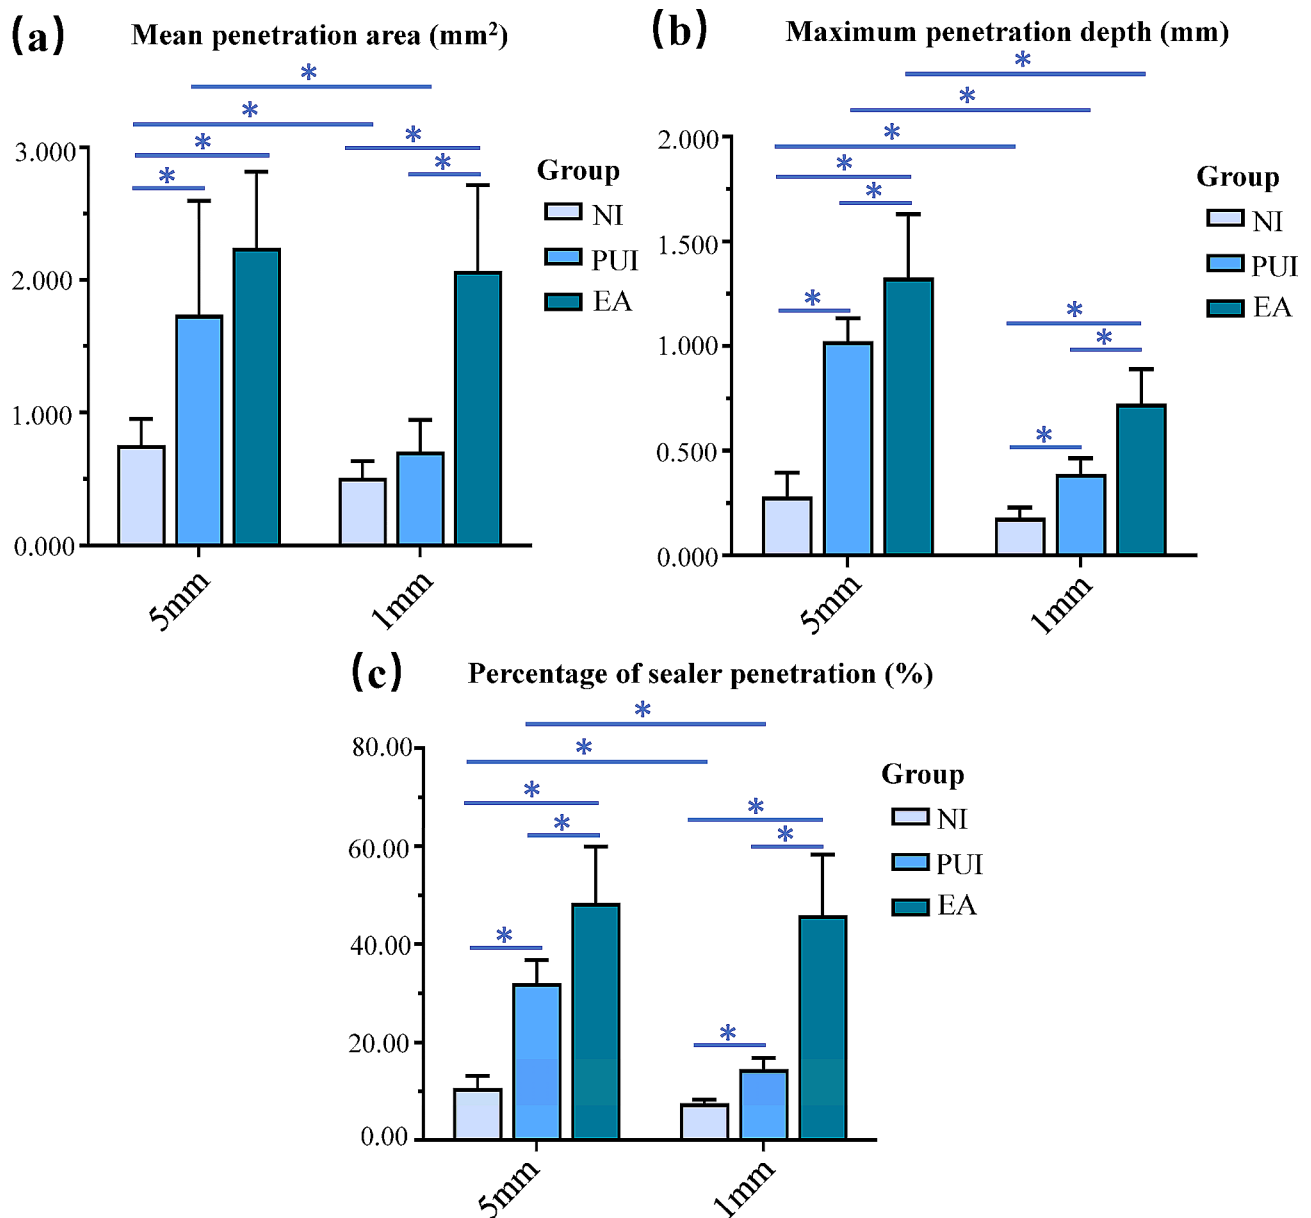 (a)
Mean penetration area (mm²)
*
*
*
*
*
*
*
3.000
2.000
1.000
0.000
5mm
1mm
Group
NI
PUI
EA
(b)
Maximum penetration depth (mm)
*
*
*
*
*
*
*
*
*
2.000
1.500
1.000
0.500
0.000
5mm
1mm
Group
NI
PUI
EA
(c)
Percentage of sealer penetration (%)
*
*
*
*
*
*
*
*
80.00
60.00
40.00
20.00
0.00
5mm
1mm
Group
NI
PUI
EA